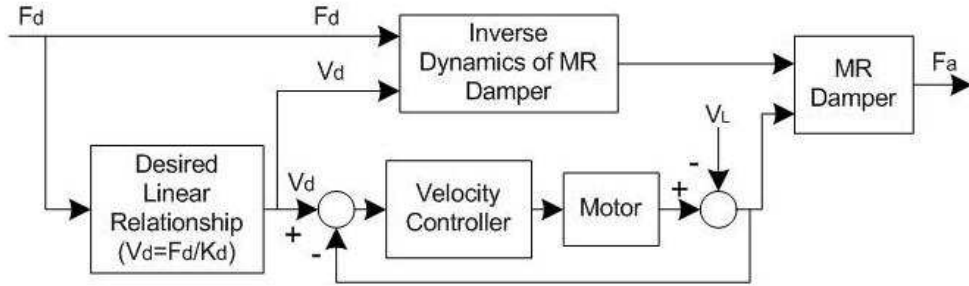 Fd
Fd
Vd
Inverse
Dynamics of MR
Damper
MR
Damper
Fa
VL
-
Desired
Linear
Relationship
(Vd=Fd/Kd)
Vd
+
-
Velocity
Controller
Motor
+